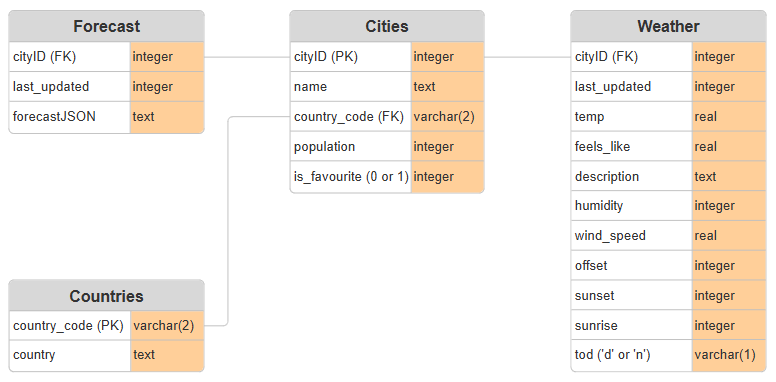 Forecast
cityID (FK) integer
last_updated integer
forecastJSON text
Cities
cityID (PK) integer
name text
country_code (FK) varchar(2)
population integer
is_favourite (0 or 1) integer
Weather
cityID (FK) integer
last_updated integer
temp real
feels_like real
description text
humidity integer
wind_speed real
offset integer
sunset integer
sunrise integer
tod ('d' or 'n') varchar(1)
Countries
country_code (PK) varchar(2)
country text